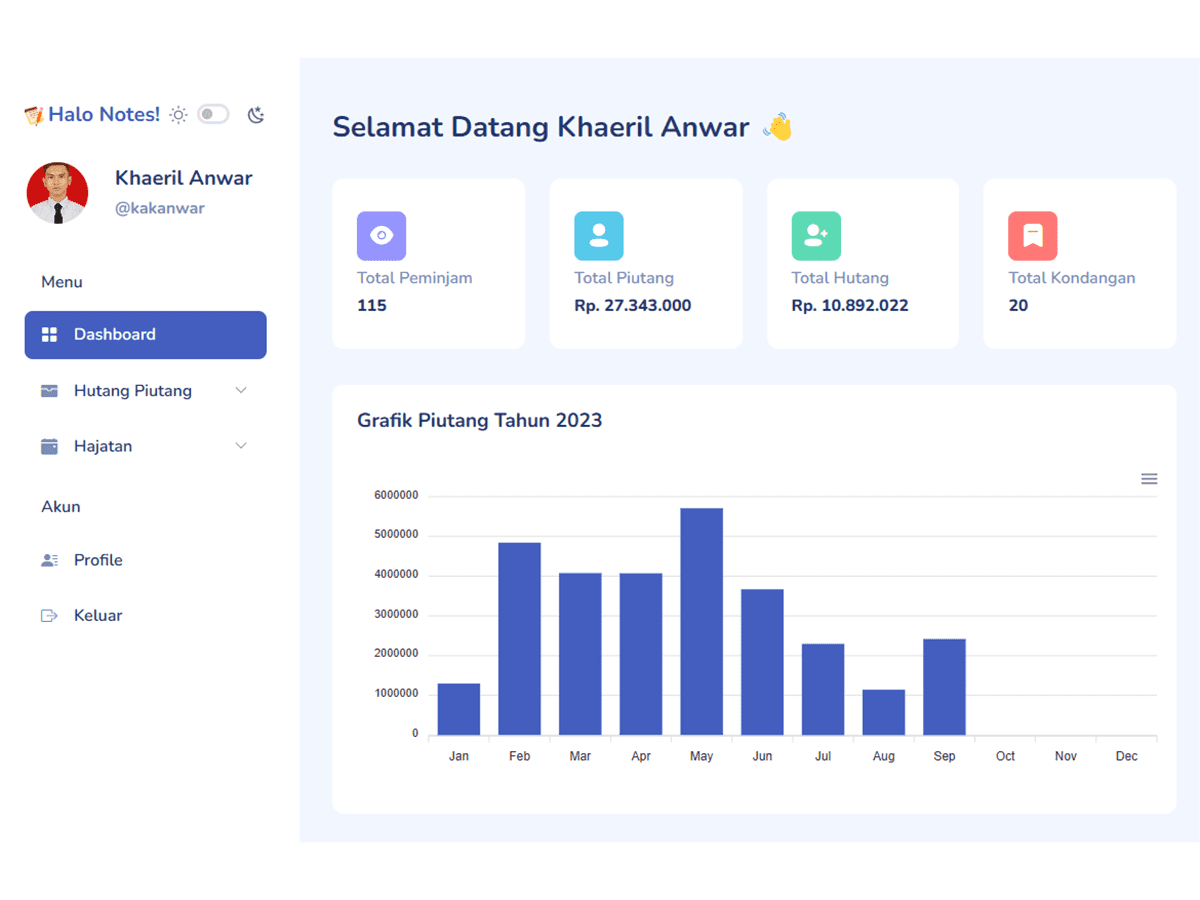 Halo Notes!
Khaeril Anwar
@kakanwar
Menu
Dashboard
Hutang Piutang
Hajatan
Akun
Profile
Keluar
Selamat Datang Khaeril Anwar
Total Peminjam
115
Total Piutang
Rp. 27.343.000
Total Hutang
Rp. 10.892.022
Total Kondangan
20
Grafik Piutang Tahun 2023
6000000
5000000
4000000
3000000
2000000
1000000
0
Jan Feb Mar Apr May Jun Jul Aug Sep Oct Nov Dec